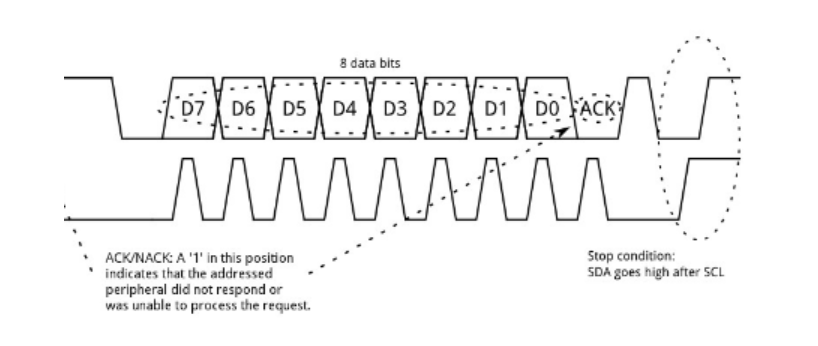 8 data bits
D7 D6 D5 D4 D3 D2 D1 D0 ACK
ACK/NACK: A '1' in this position
indicates that the addressed
peripheral did not respond or
was unable to process the request.
Stop condition:
SDA goes high after SCL